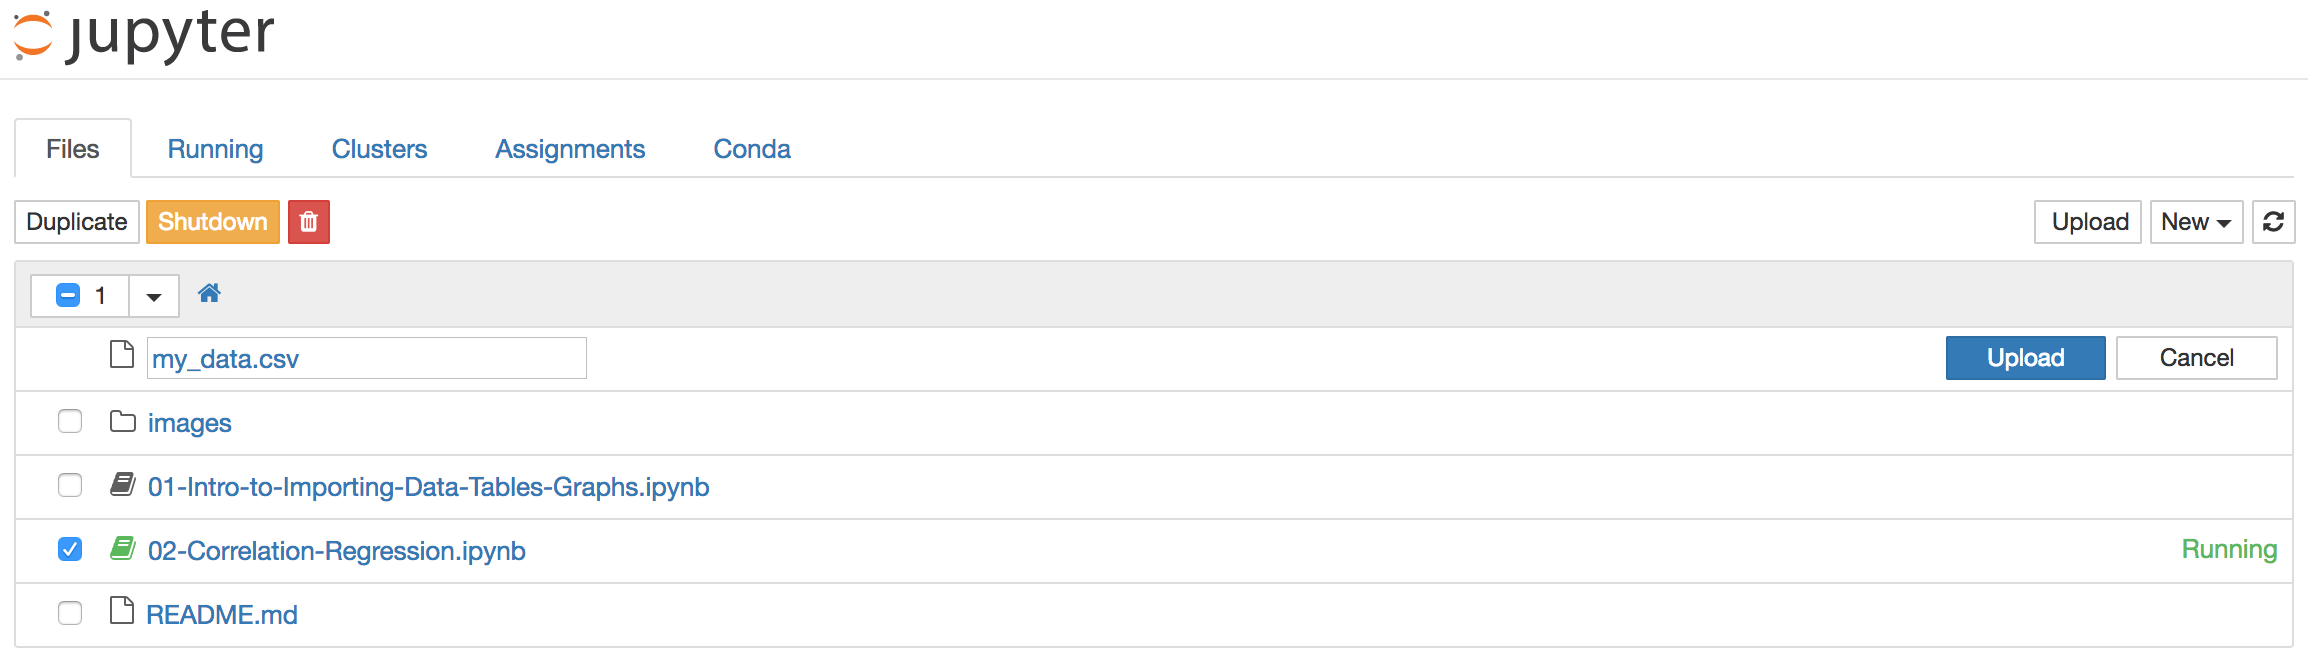 jupyter
Files Running Clusters Assignments Conda
Duplicate Shutdown Upload New
1
my_data.csv Upload Cancel
images
01-Intro-to-Importing-Data-Tables-Graphs.ipynb
02-Correlation-Regression.ipynb Running
README.md